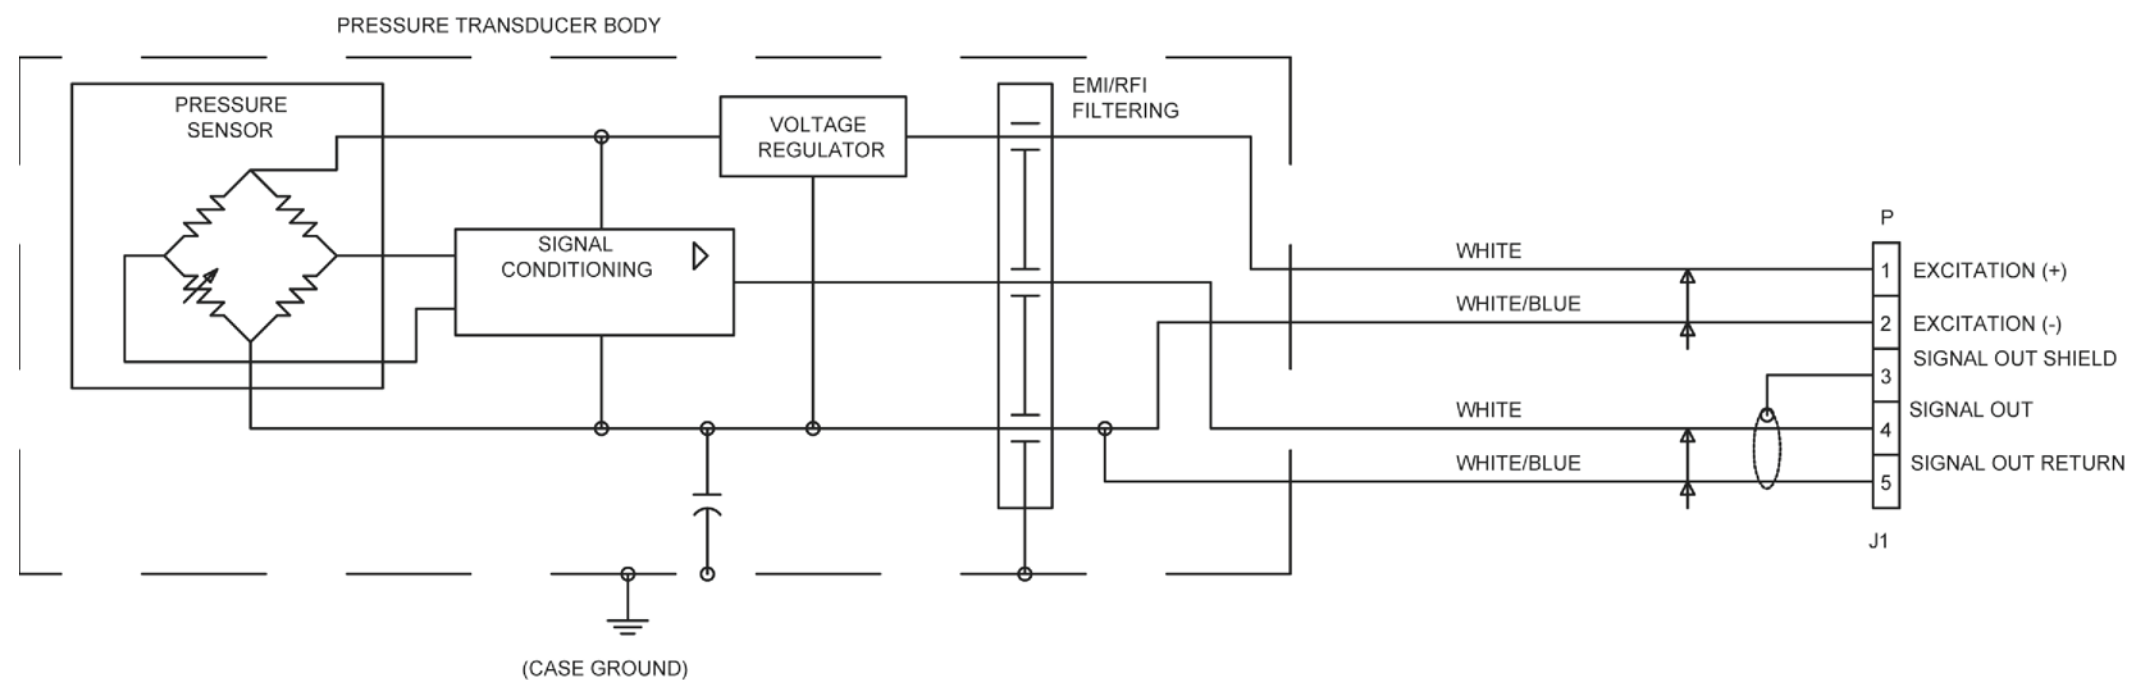 PRESSURE TRANSDUCER BODY
PRESSURE
SENSOR
VOLTAGE
REGULATOR
EMI/RFI
FILTERING
SIGNAL
CONDITIONING
P
WHITE
1 EXCITATION (+)
WHITE/BLUE
2 EXCITATION (-)
SIGNAL OUT SHIELD
3
WHITE
SIGNAL OUT
4
WHITE/BLUE
SIGNAL OUT RETURN
5
J1
(CASE GROUND)